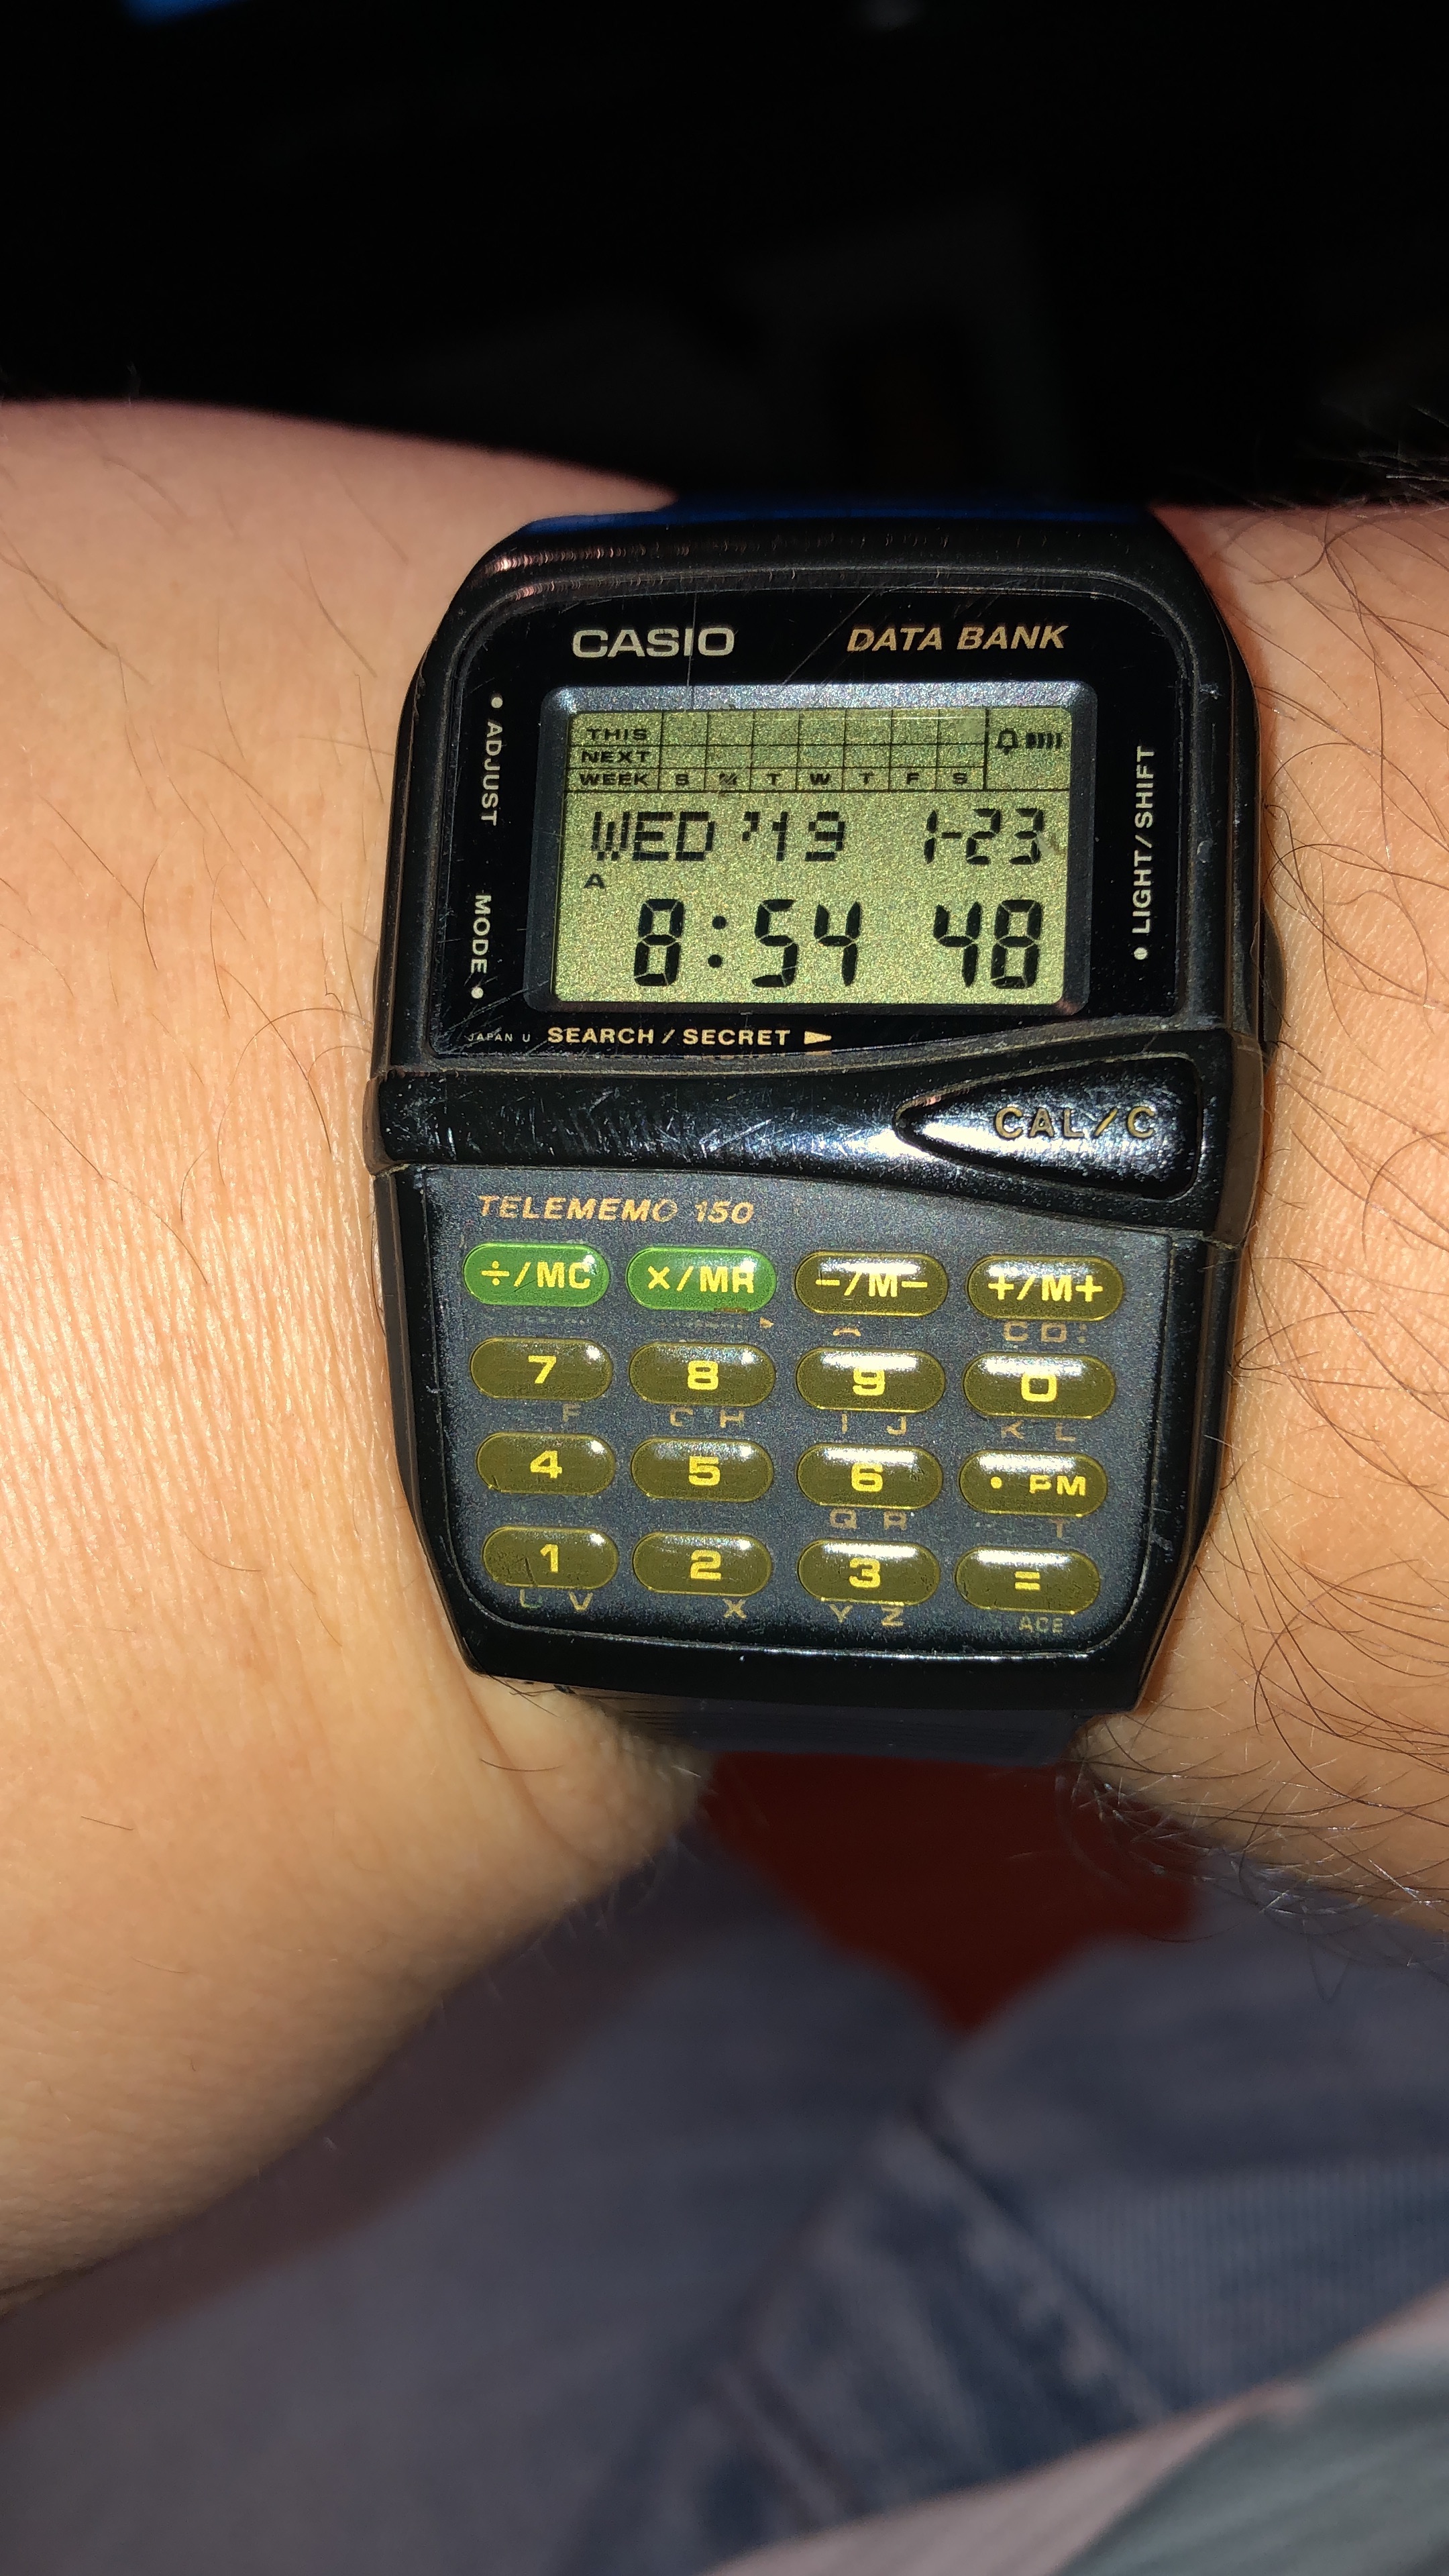 CASIO DATA BANK
ADJUST
MODE
LIGHT/SHIFT
THIS
NEXT
WEEK S M T W T F S
WED '19 1-23
A
8:54 48
JAPAN U SEARCH / SECRET
CAL/C
TELEMEMO 150
÷/MC ×/MR -/M- +/M+
C D :
7 8 9 0
F G H I J K L
4 5 6 • PM
Q R T
1 2 3 =
U V X Y Z ACE